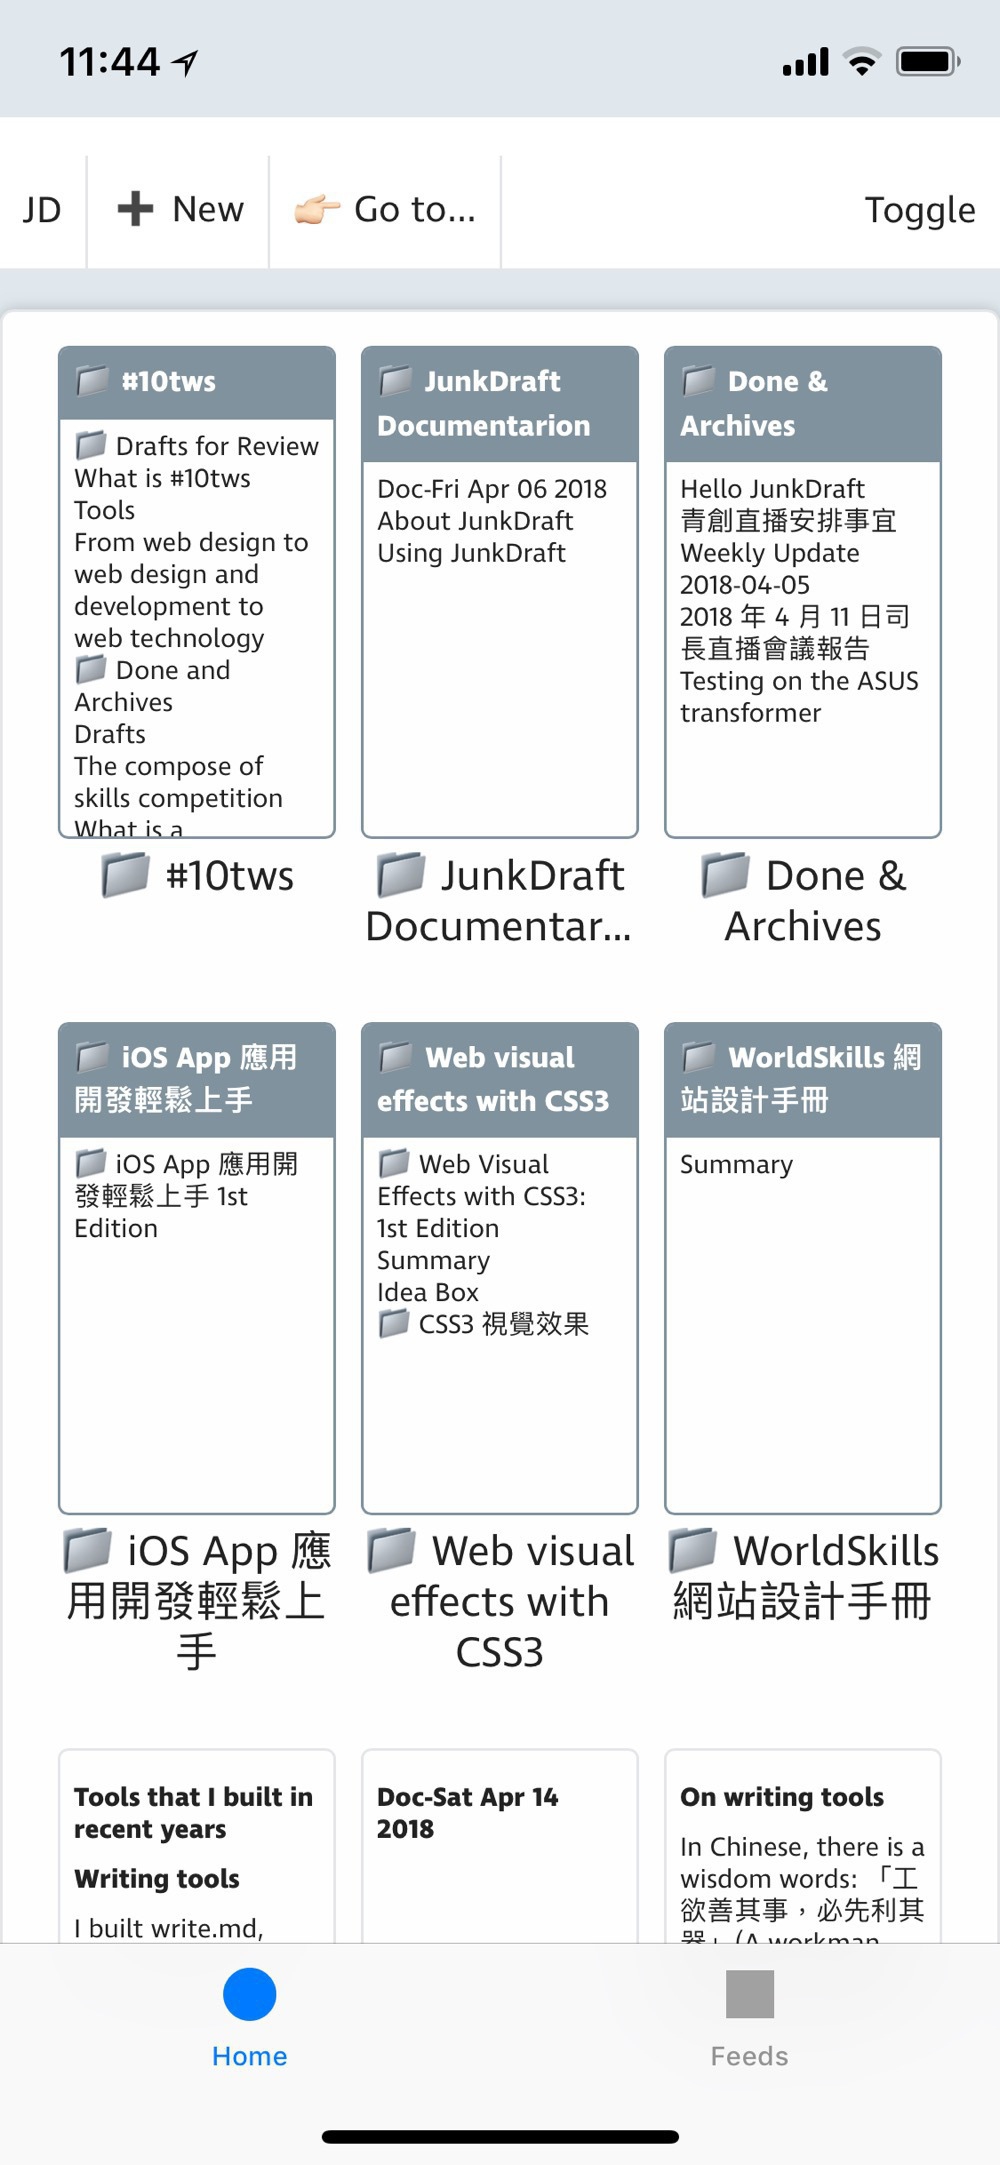 11:44
JD
New
Go to...
Toggle
#10tws
Drafts for Review
What is #10tws
Tools
From web design to
web design and
development to
web technology
Done and
Archives
Drafts
The compose of
skills competition
What is a
#10tws
JunkDraft
Documentarion
Doc-Fri Apr 06 2018
About JunkDraft
Using JunkDraft
JunkDraft
Documentar...
Done &
Archives
Hello JunkDraft
青創直播安排事宜
Weekly Update
2018-04-05
2018 年 4 月 11 日司
長直播會議報告
Testing on the ASUS
transformer
Done &
Archives
iOS App 應用
開發輕鬆上手
iOS App 應用開
發輕鬆上手 1st
Edition
iOS App 應
用開發輕鬆上
手
Web visual
effects with CSS3
Web Visual
Effects with CSS3:
1st Edition
Summary
Idea Box
CSS3 視覺效果
Web visual
effects with
CSS3
WorldSkills 網
站設計手冊
Summary
WorldSkills
網站設計手冊
Tools that I built in
recent years
Writing tools
I built write.md,
Doc-Sat Apr 14
2018
On writing tools
In Chinese, there is a
wisdom words: 「工
欲善其事，必先利其
器」(A workman
Home
Feeds